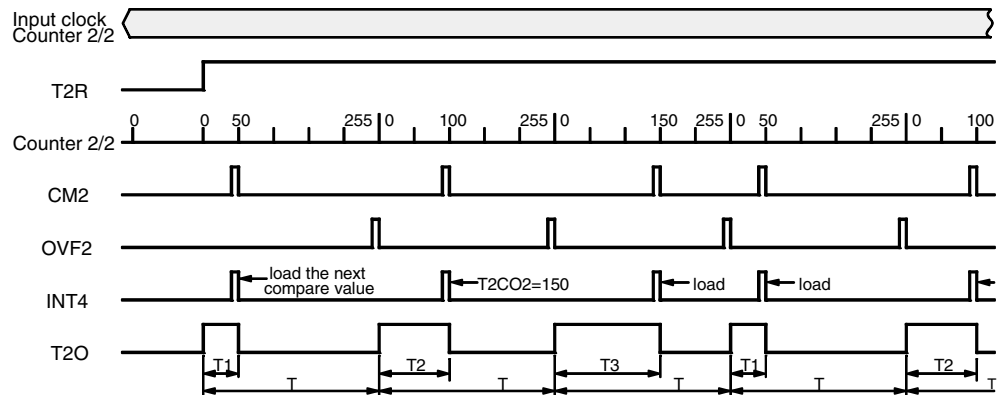 Input clock
Counter 2/2
T2R
0 0 50 255 0 100 255 0 150 255 0 50 255 0 100
Counter 2/2
CM2
OVF2
INT4
load the next
compare value
T2CO2=150
load
load
T2O
T1 T2 T3 T1 T2
T T T T T